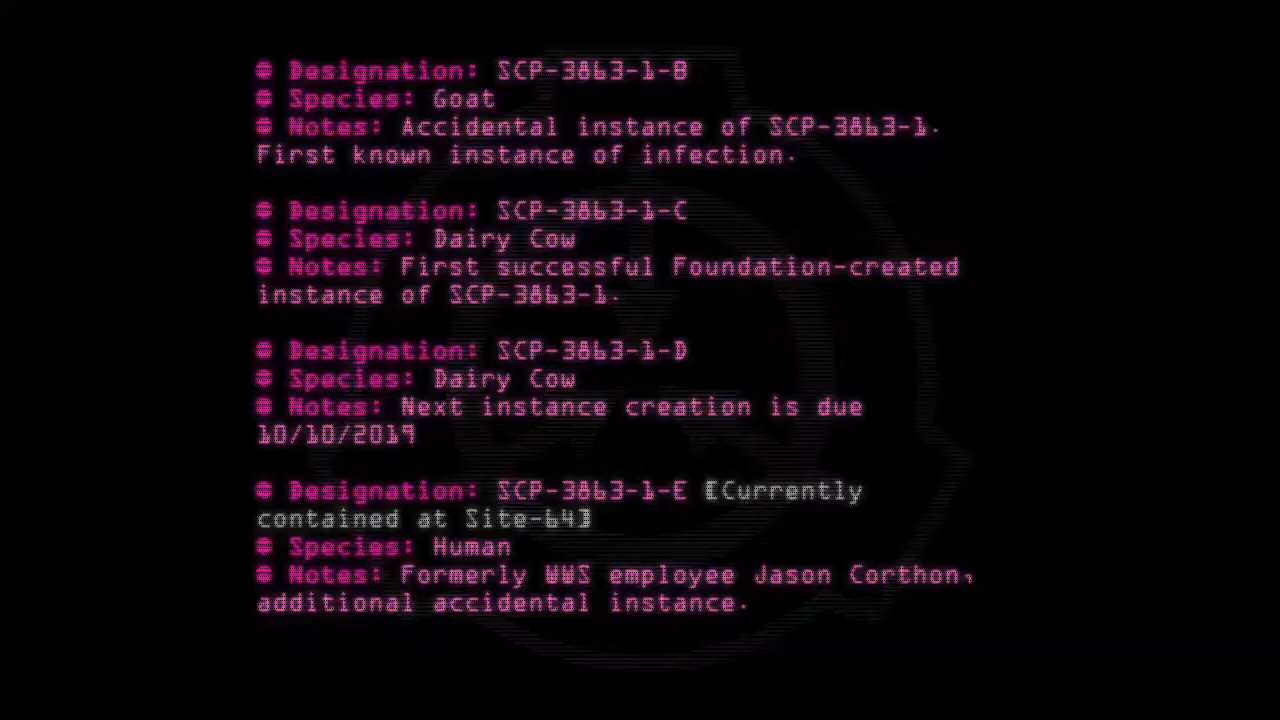 ● Designation: SCP-3863-1-B
● Species: Goat
● Notes: Accidental instance of SCP-3863-1.
First known instance of infection.
● Designation: SCP-3863-1-C
● Species: Dairy Cow
● Notes: First successful Foundation-created
instance of SCP-3863-1.
● Designation: SCP-3863-1-D
● Species: Dairy Cow
● Notes: Next instance creation is due
10/10/2019
● Designation: SCP-3863-1-E [Currently
contained at Site-64]
● Species: Human
● Notes: Formerly WWS employee Jason Corthon,
additional accidental instance.